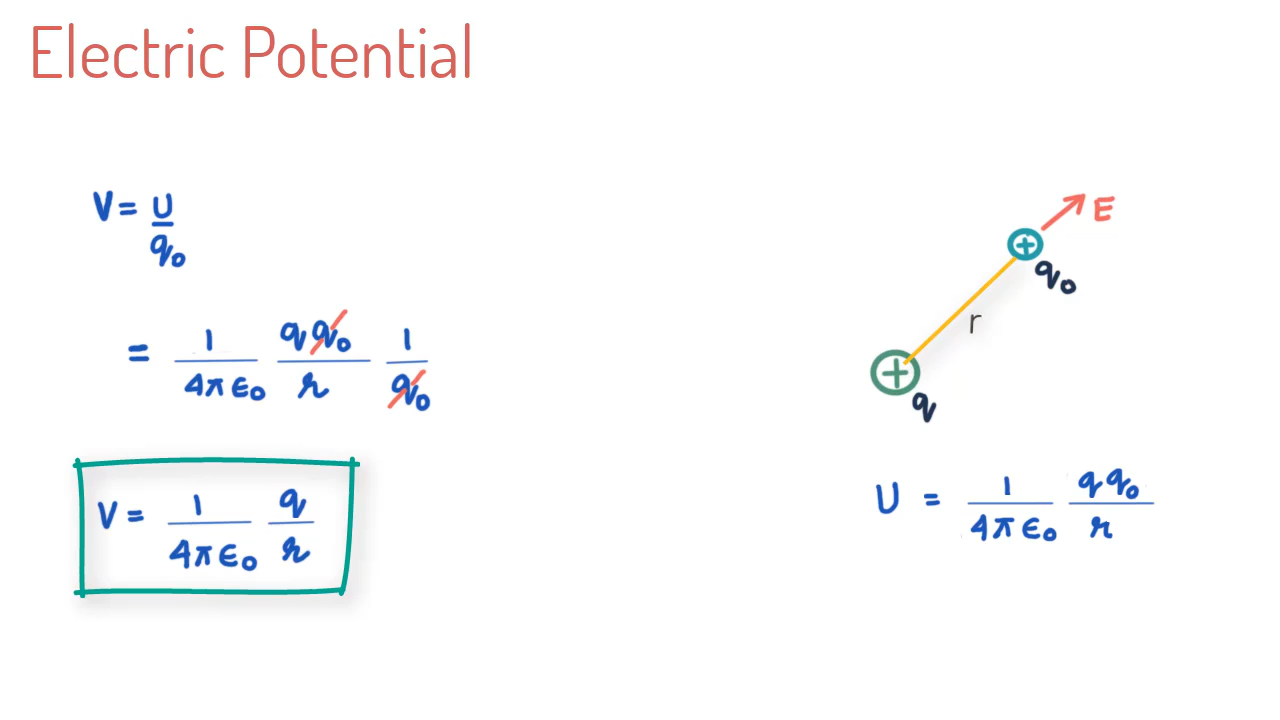 Electric Potential
V = U/q₀
= 1/4πε₀ qq₀/r 1/q₀
V = 1/4πε₀ q/r
E
q₀
r
q
U = 1/4πε₀ qq₀/r